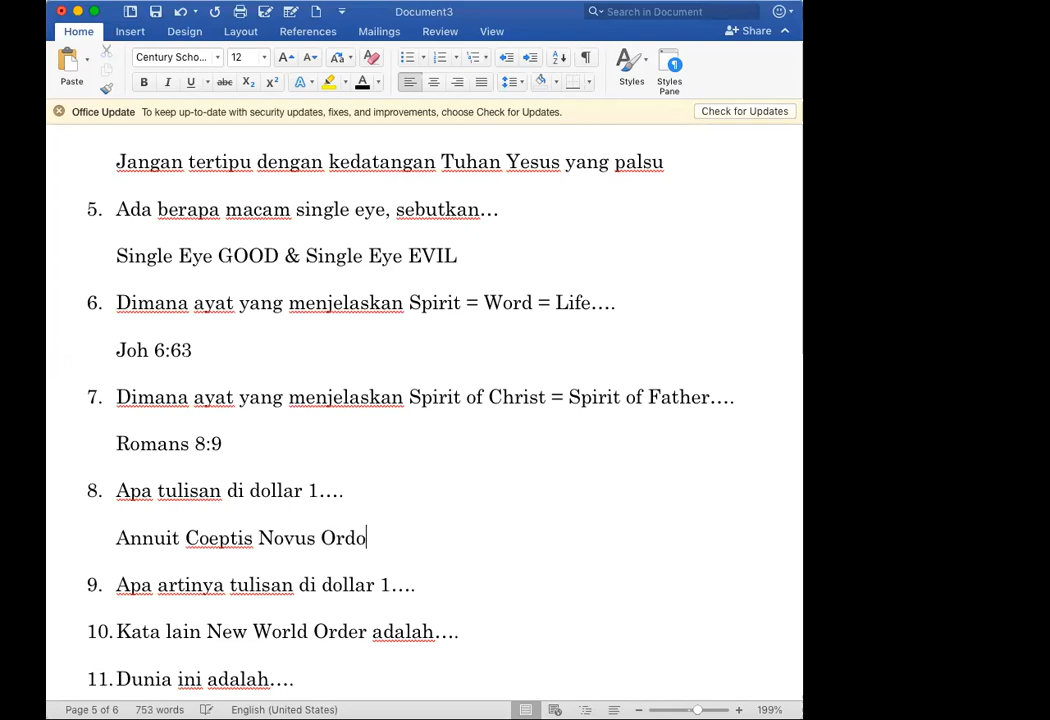 Document3
Search in Document
Home Insert Design Layout References Mailings Review View Share
Paste Century Scho... 12 Styles Styles Pane
Office Update To keep up-to-date with security updates, fixes, and improvements, choose Check for Updates. Check for Updates
Jangan tertipu dengan kedatangan Tuhan Yesus yang palsu
5. Ada berapa macam single eye, sebutkan…
Single Eye GOOD & Single Eye EVIL
6. Dimana ayat yang menjelaskan Spirit = Word = Life….
Joh 6:63
7. Dimana ayat yang menjelaskan Spirit of Christ = Spirit of Father….
Romans 8:9
8. Apa tulisan di dollar 1….
Annuit Coeptis Novus Ordo
9. Apa artinya tulisan di dollar 1….
10. Kata lain New World Order adalah….
11. Dunia ini adalah….
Page 5 of 6 753 words English (United States) 199%